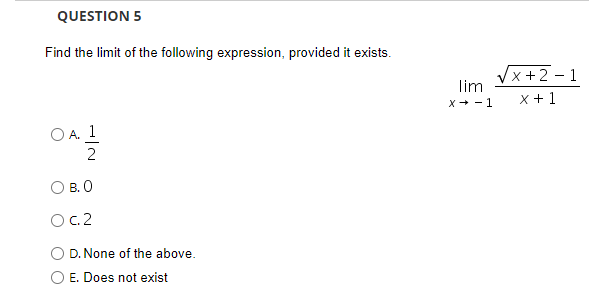 QUESTION 5
Find the limit of the following expression, provided it exists.
lim x→ -1 (√x+2 - 1)/(x+1)
A. 1/2
B. 0
C. 2
D. None of the above.
E. Does not exist